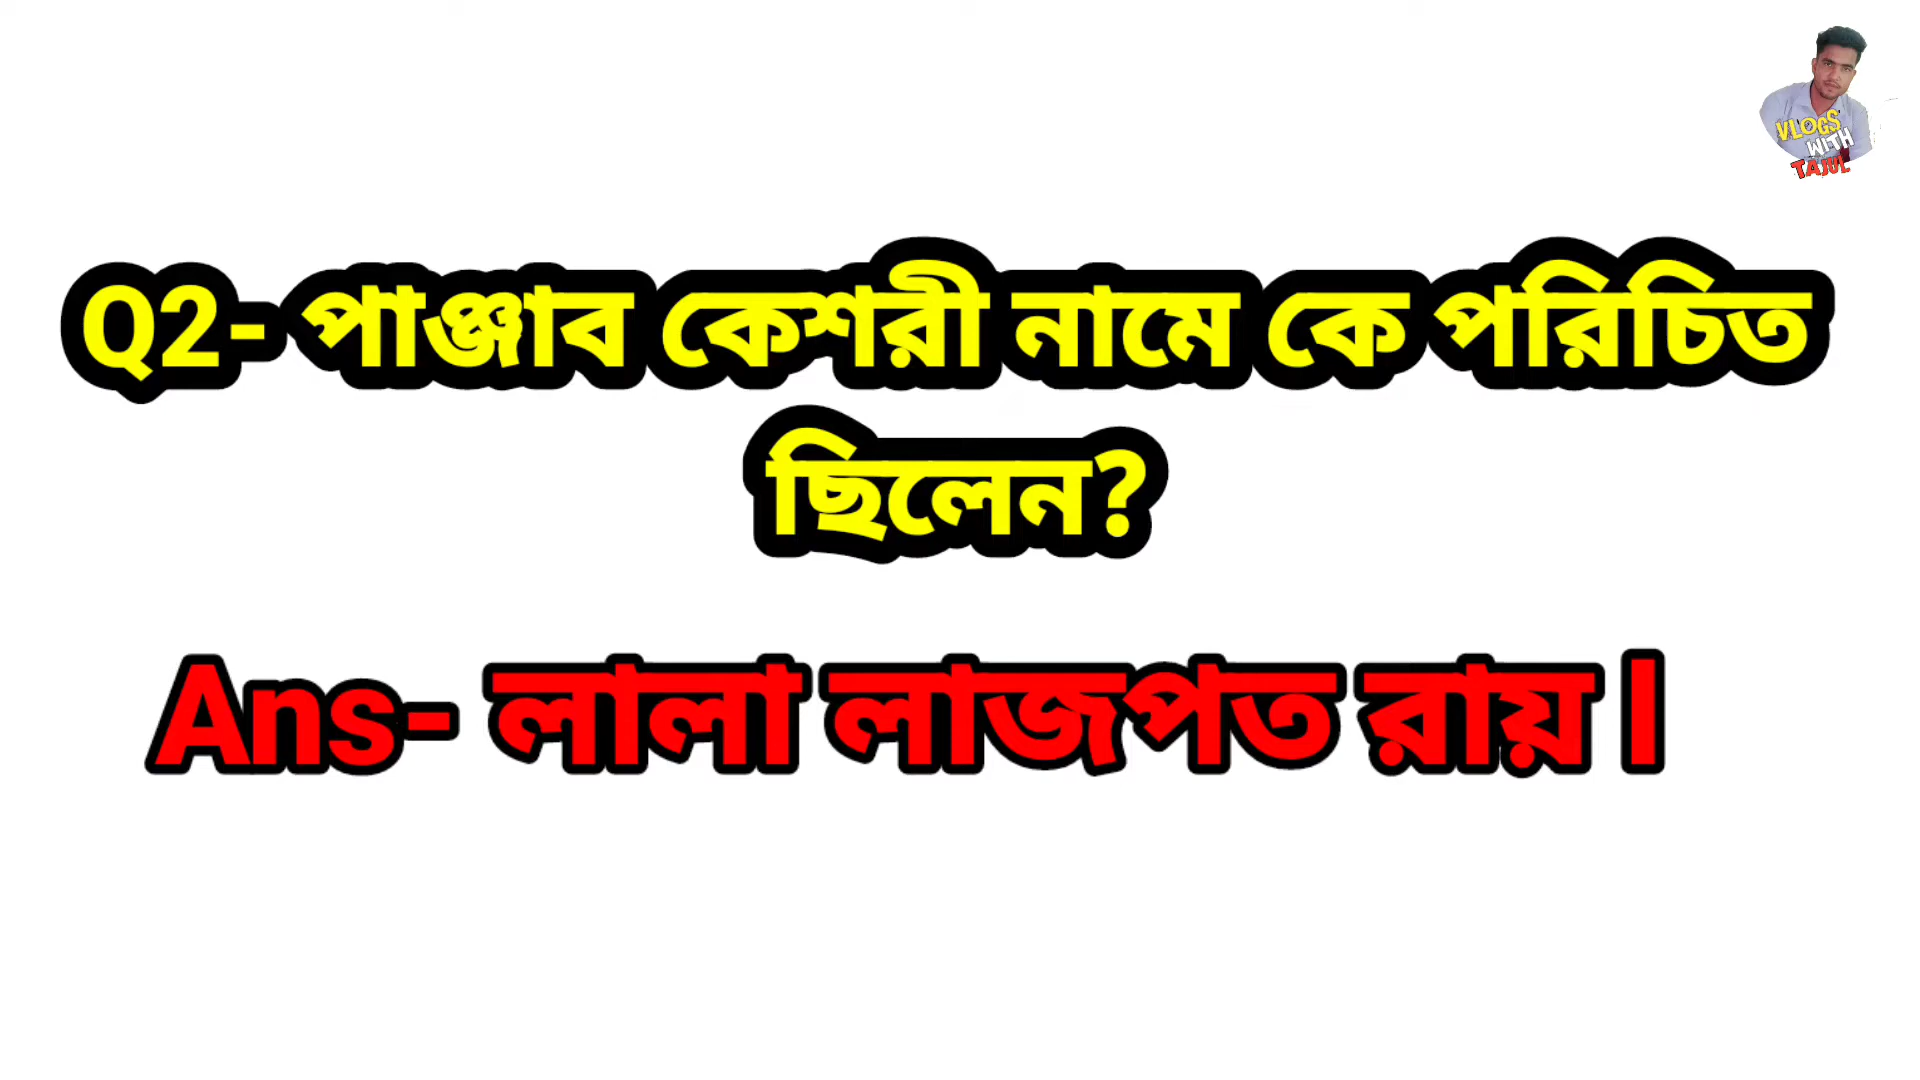 VLOGS
WITH
TAJUL
Q2- পাঞ্জাব কেশরী নামে কে পরিচিত
ছিলেন?
Ans- লালা লাজপত রায় ।